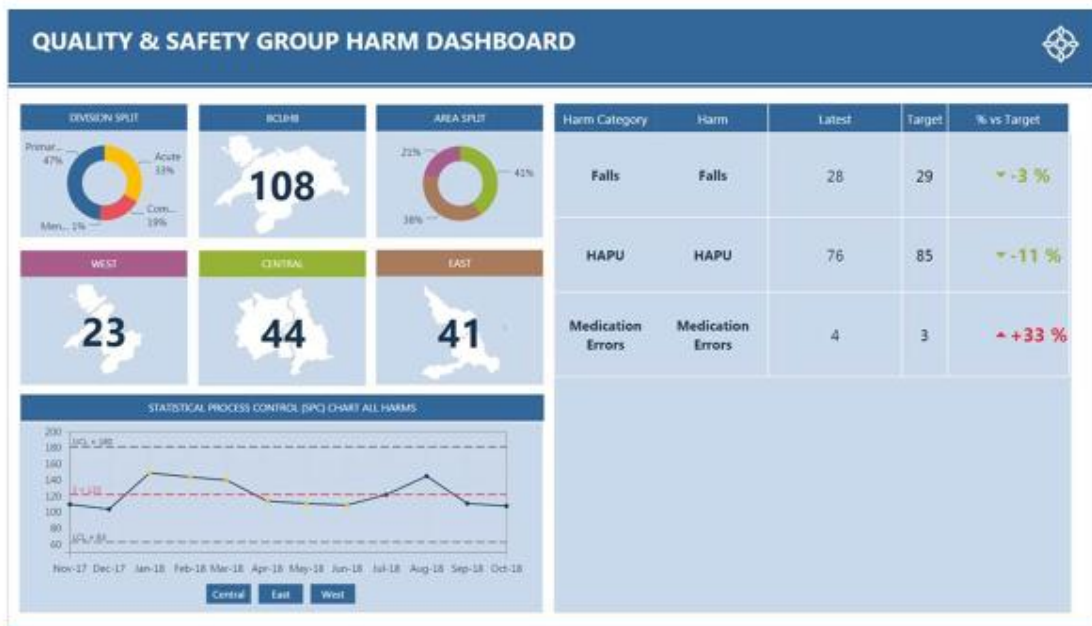 QUALITY & SAFETY GROUP HARM DASHBOARD
DIVISION SPLIT
Primar...
47%
Acute
33%
Men... 1%
Com...
19%
BCUHB
108
AREA SPLIT
21%
41%
38%
WEST
23
CENTRAL
44
EAST
41
STATISTICAL PROCESS CONTROL (SPC) CHART ALL HARMS
200
180
160
140
120
100
80
60
UCL = 180
Nov-17 Dec-17 Jan-18 Feb-18 Mar-18 Apr-18 May-18 Jun-18 Jul-18 Aug-18 Sep-18 Oct-18
Central East West
Harm Category Harm Latest Target % vs Target
Falls Falls 28 29 -3 %
HAPU HAPU 76 85 -11 %
Medication Errors Medication Errors 4 3 +33 %